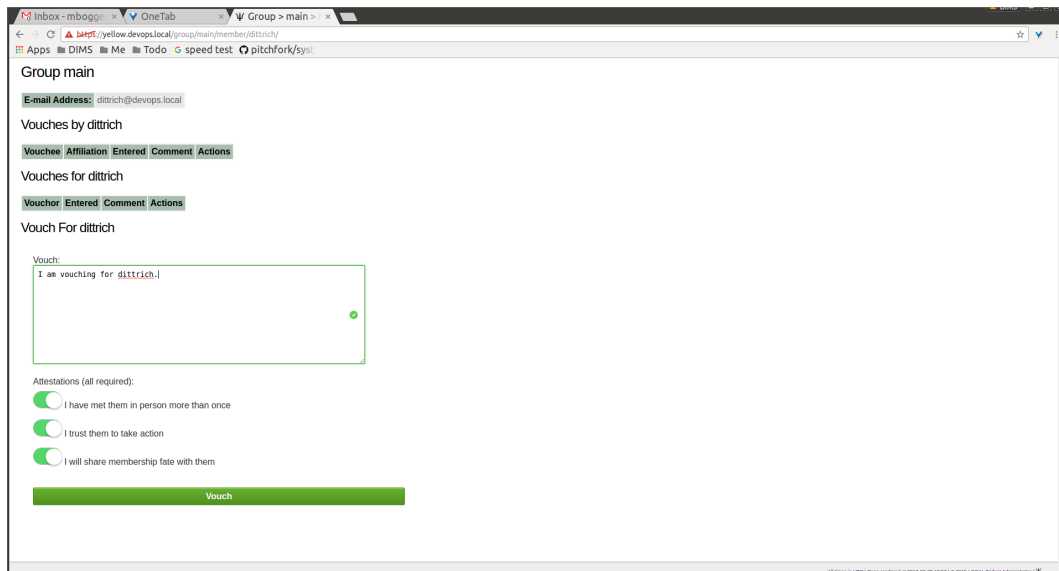 Inbox - mbogge
OneTab
Group > main >
DIMS
https://yellow.devops.local/group/main/member/dittrich/
Apps DIMS Me Todo speed test pitchfork/syst
Group main
E-mail Address: dittrich@devops.local
Vouches by dittrich
Vouchee Affiliation Entered Comment Actions
Vouches for dittrich
Vouchor Entered Comment Actions
Vouch For dittrich
Vouch:
I am vouching for dittrich.
Attestations (all required):
I have met them in person more than once
I trust them to take action
I will share membership fate with them
Vouch